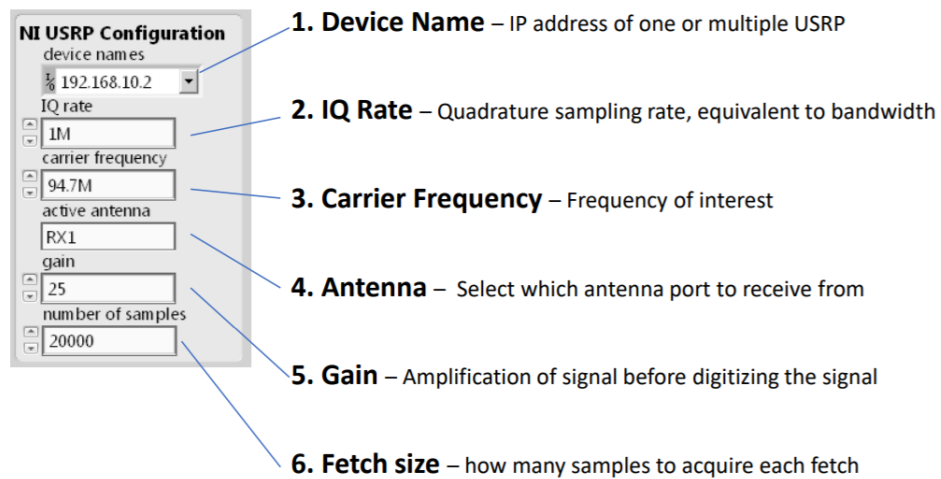 NI USRP Configuration
device names
192.168.10.2
IQ rate
1M
carrier frequency
94.7M
active antenna
RX1
gain
25
number of samples
20000
1. Device Name – IP address of one or multiple USRP
2. IQ Rate – Quadrature sampling rate, equivalent to bandwidth
3. Carrier Frequency – Frequency of interest
4. Antenna – Select which antenna port to receive from
5. Gain – Amplification of signal before digitizing the signal
6. Fetch size – how many samples to acquire each fetch